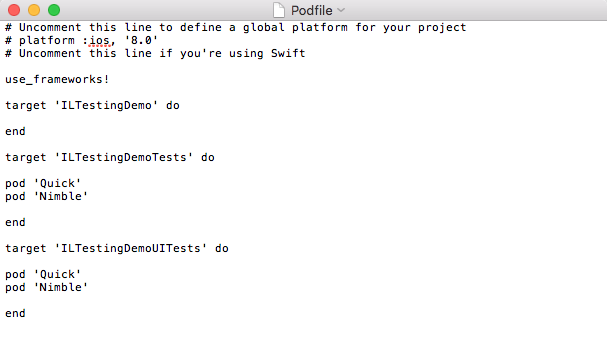 Podfile
# Uncomment this line to define a global platform for your project
# platform :ios, '8.0'
# Uncomment this line if you're using Swift
use_frameworks!
target 'ILTestingDemo' do
end
target 'ILTestingDemoTests' do
pod 'Quick'
pod 'Nimble'
end
target 'ILTestingDemoUITests' do
pod 'Quick'
pod 'Nimble'
end